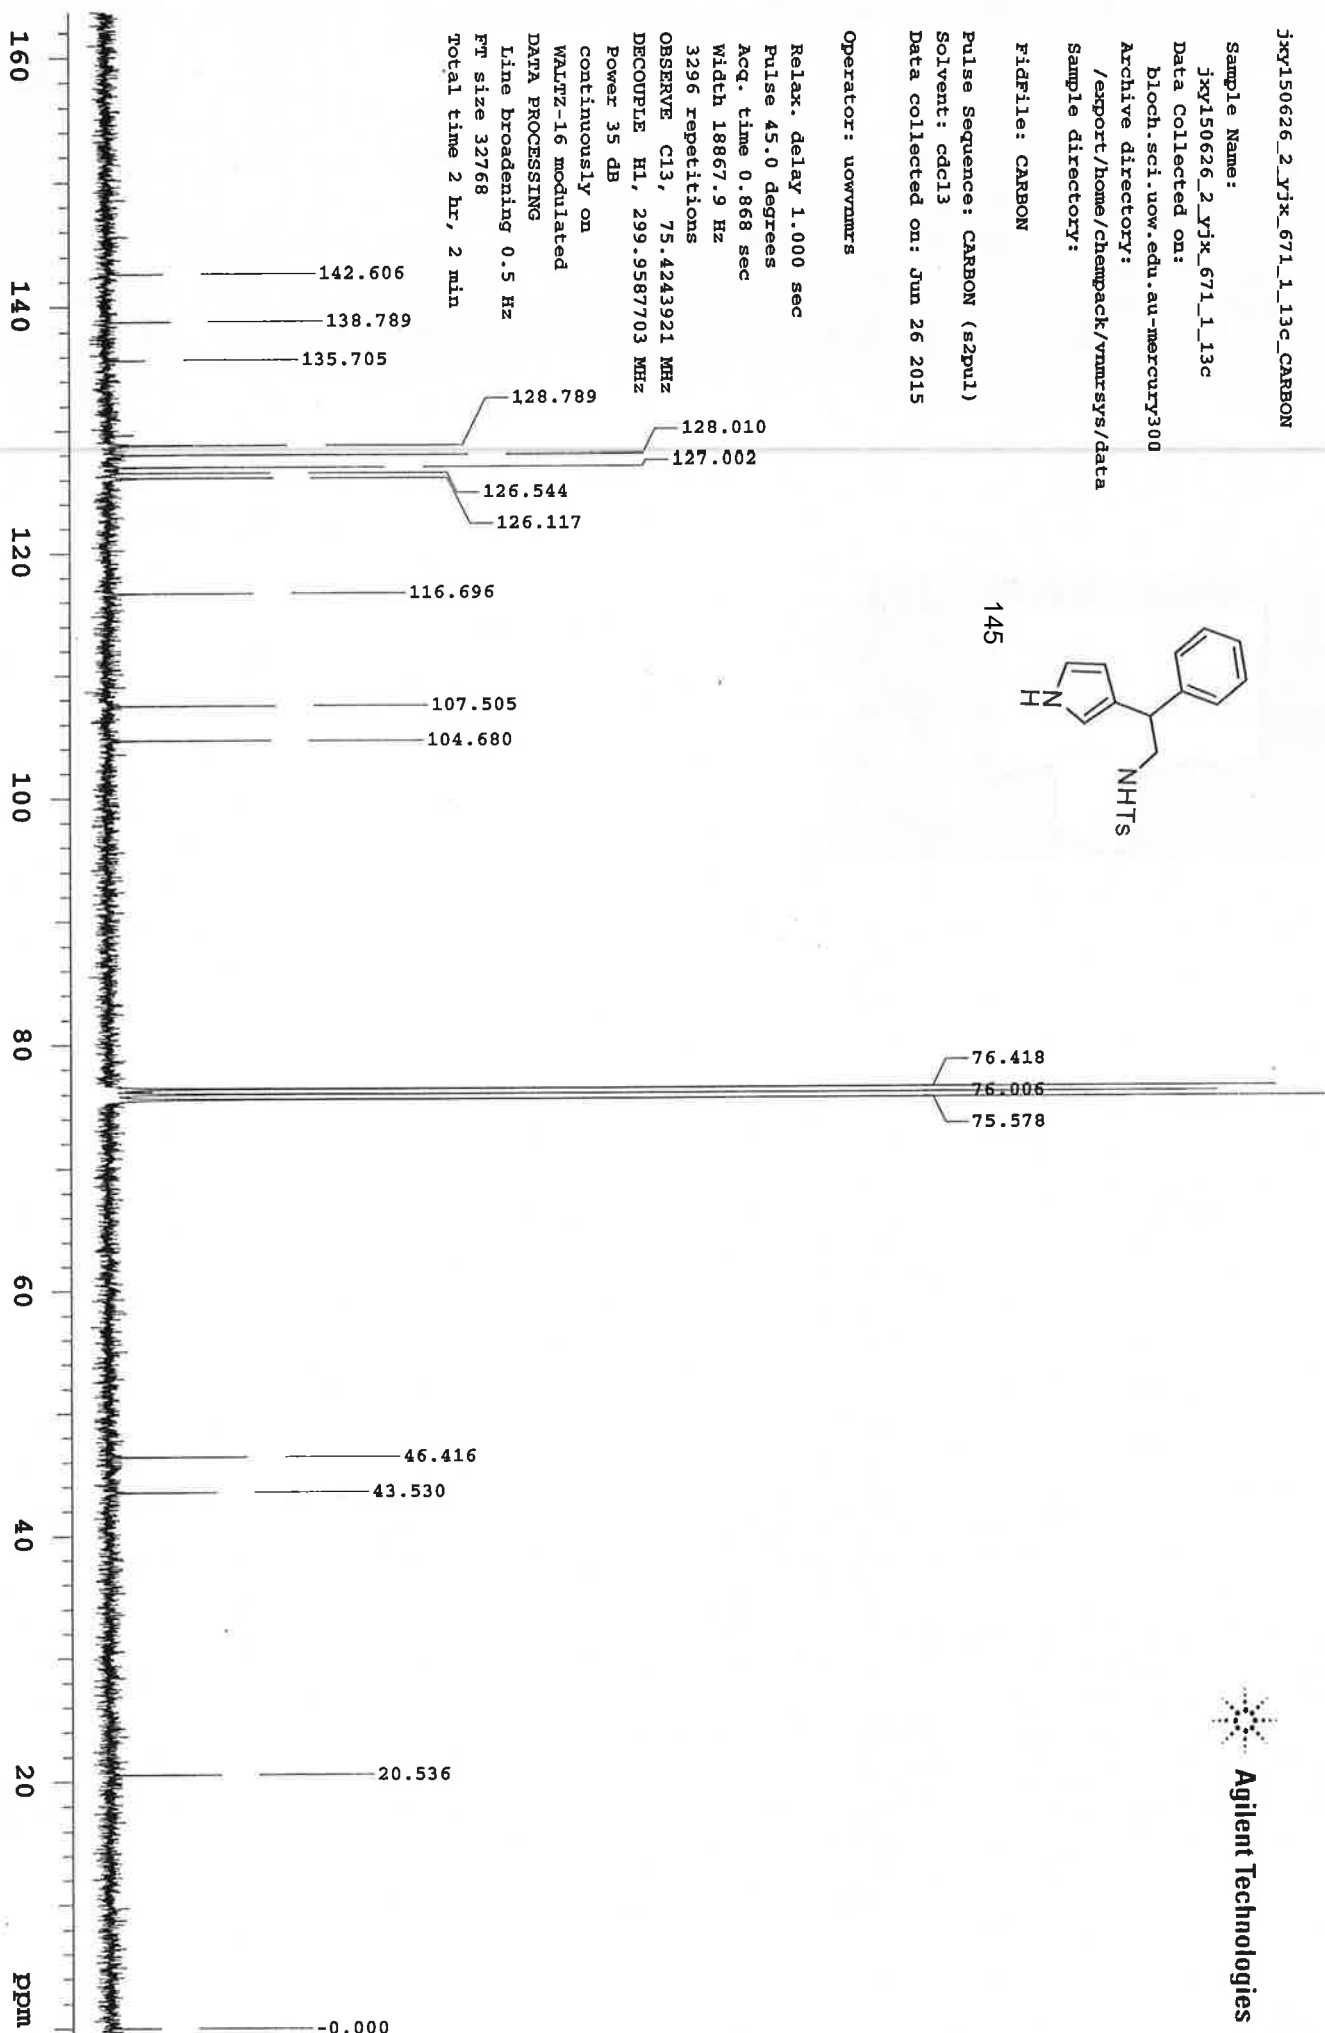 jxy150626_2_yjx_671_1_13c_CARBON
Sample Name:
jxy150626_2_yjx_671_1_13c
Data Collected on:
bloch.sci.uow.edu.au-mercury300
Archive directory:
/export/home/chempack/vnmrsys/data
Sample directory:
FidFile: CARBON
Pulse Sequence: CARBON (s2pul)
Solvent: cdcl3
Data collected on: Jun 26 2015
Operator: uowvnmrs
Relax. delay 1.000 sec
Pulse 45.0 degrees
Acq. time 0.868 sec
Width 18867.9 Hz
3296 repetitions
OBSERVE C13, 75.4243921 MHz
DECOUPLE H1, 299.9587703 MHz
Power 35 dB
continuously on
WALTZ-16 modulated
DATA PROCESSING
Line broadening 0.5 Hz
FT size 32768
Total time 2 hr, 2 min
NHTs
N
H
145
Agilent Technologies
142.606
138.789
135.705
128.789
128.010
127.002
126.544
126.117
116.696
107.505
104.680
76.418
76.006
75.578
46.416
43.530
20.536
-0.000
160 140 120 100 80 60 40 20 ppm